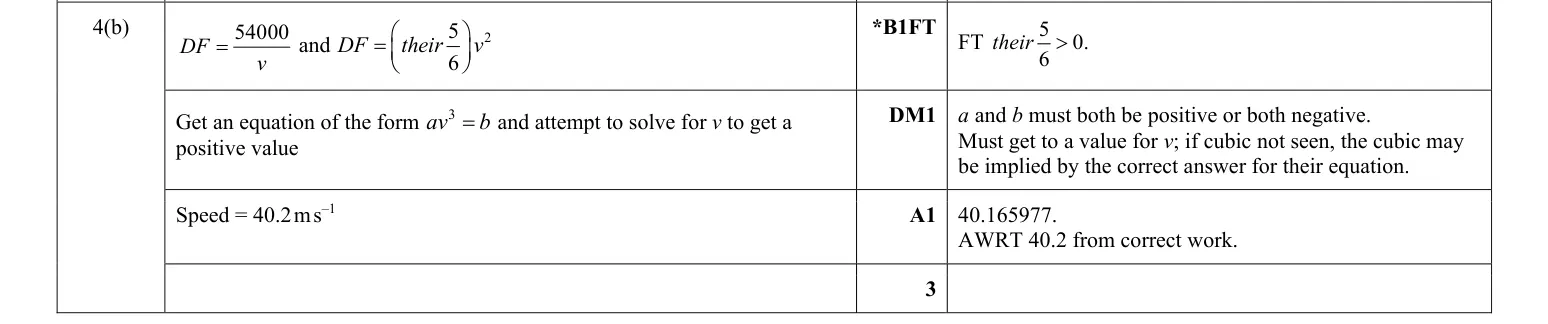 4(b)
DF = 54000/v and DF = (their 5/6)v²
*B1FT
FT their 5/6 > 0.
Get an equation of the form av³ = b and attempt to solve for v to get a
positive value
DM1
a and b must both be positive or both negative.
Must get to a value for v; if cubic not seen, the cubic may
be implied by the correct answer for their equation.
Speed = 40.2 m s⁻¹
A1
40.165977.
AWRT 40.2 from correct work.
3